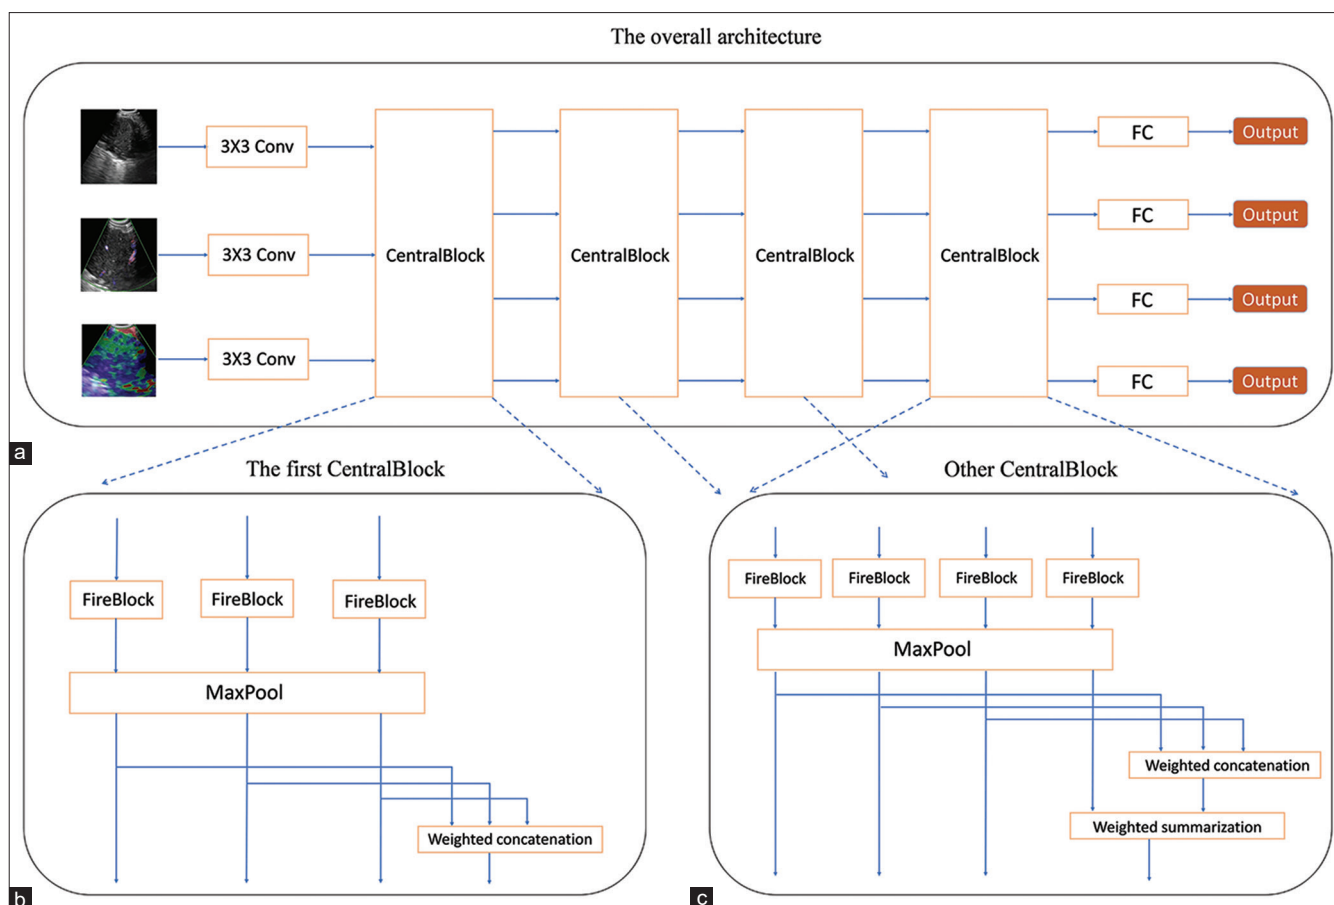 The overall architecture
3X3 Conv
3X3 Conv
3X3 Conv
CentralBlock
CentralBlock
CentralBlock
CentralBlock
FC
Output
FC
Output
FC
Output
FC
Output
a
The first CentralBlock
FireBlock
FireBlock
FireBlock
MaxPool
Weighted concatenation
b
Other CentralBlock
FireBlock
FireBlock
FireBlock
FireBlock
MaxPool
Weighted concatenation
Weighted summarization
c